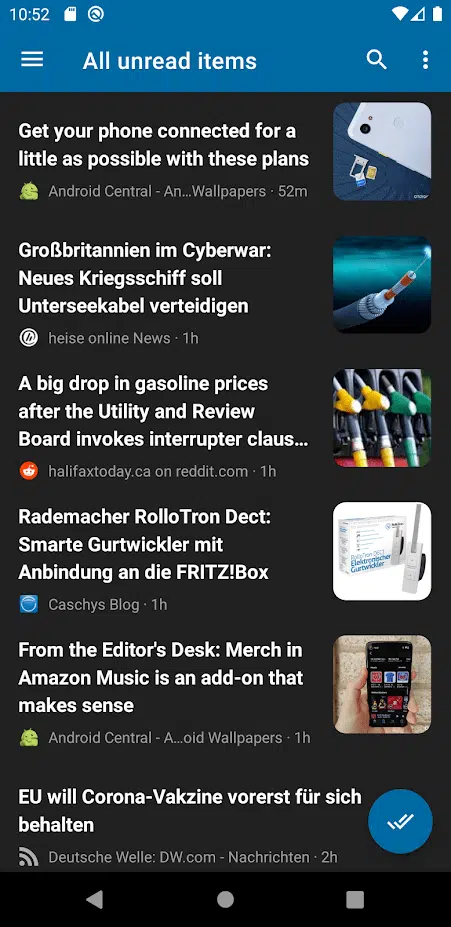 10:52
All unread items
Get your phone connected for a
little as possible with these plans
Android Central - An...Wallpapers · 52m
Großbritannien im Cyberwar:
Neues Kriegsschiff soll
Unterseekabel verteidigen
heise online News · 1h
A big drop in gasoline prices
after the Utility and Review
Board invokes interrupter claus...
halifaxtoday.ca on reddit.com · 1h
Rademacher RolloTron Dect:
Smarte Gurtwickler mit
Anbindung an die FRITZ!Box
RolloTron DECT
Elektronischer
Gurtwickler
Caschys Blog · 1h
From the Editor's Desk: Merch in
Amazon Music is an add-on that
makes sense
Android Central - A...oid Wallpapers · 1h
EU will Corona-Vakzine vorerst für sich
behalten
Deutsche Welle: DW.com - Nachrichten · 2h